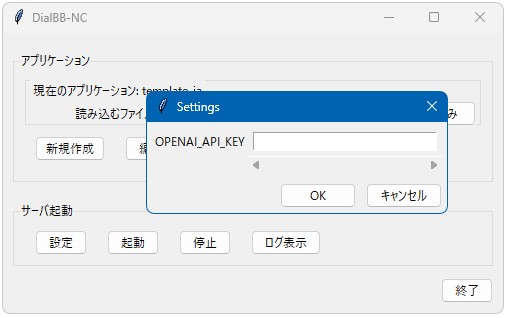 DialBB-NC
アプリケーション
現在のアプリケーション: template_ja
Settings
読み込むファイ
み
OPENAI_API_KEY
新規作成
編
OK キャンセル
サーバ起動
設定 起動 停止 ログ表示
終了